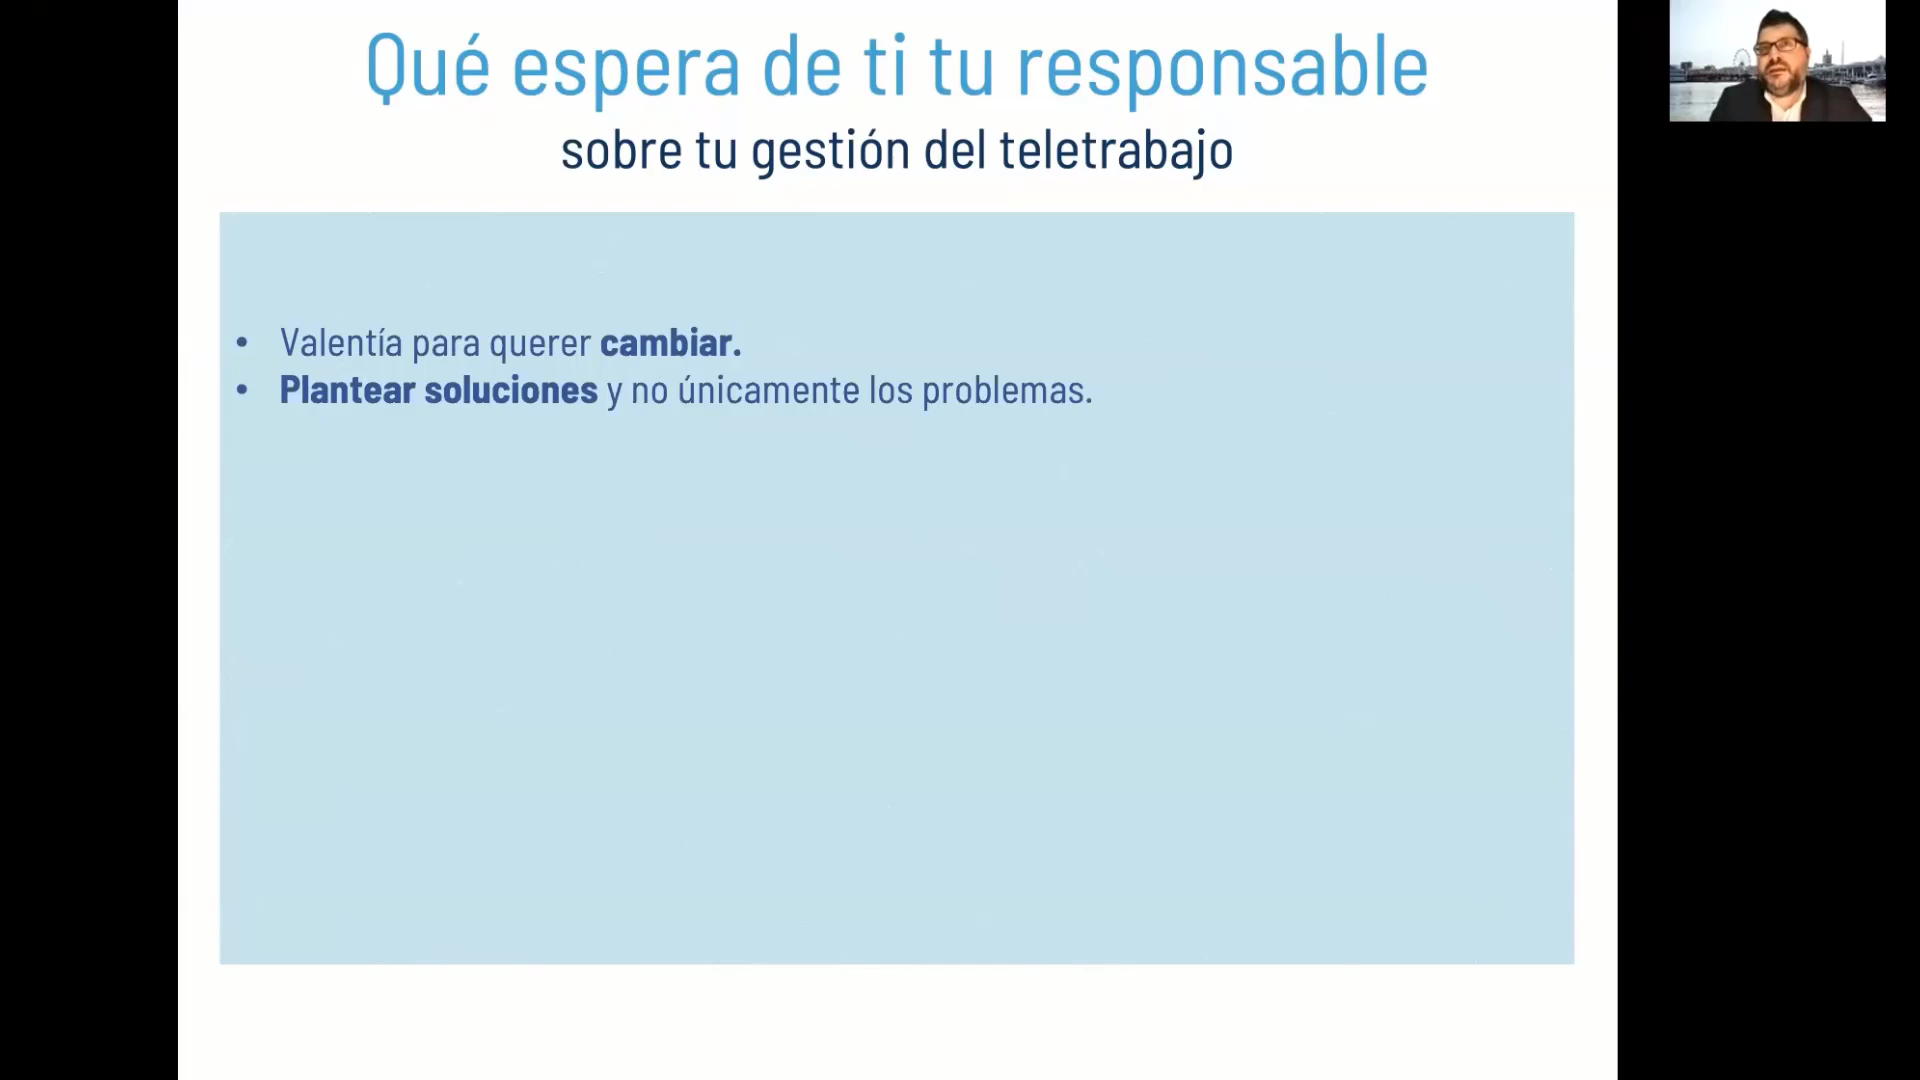 Qué espera de ti tu responsable
sobre tu gestión del teletrabajo
• Valentía para querer cambiar.
• Plantear soluciones y no únicamente los problemas.